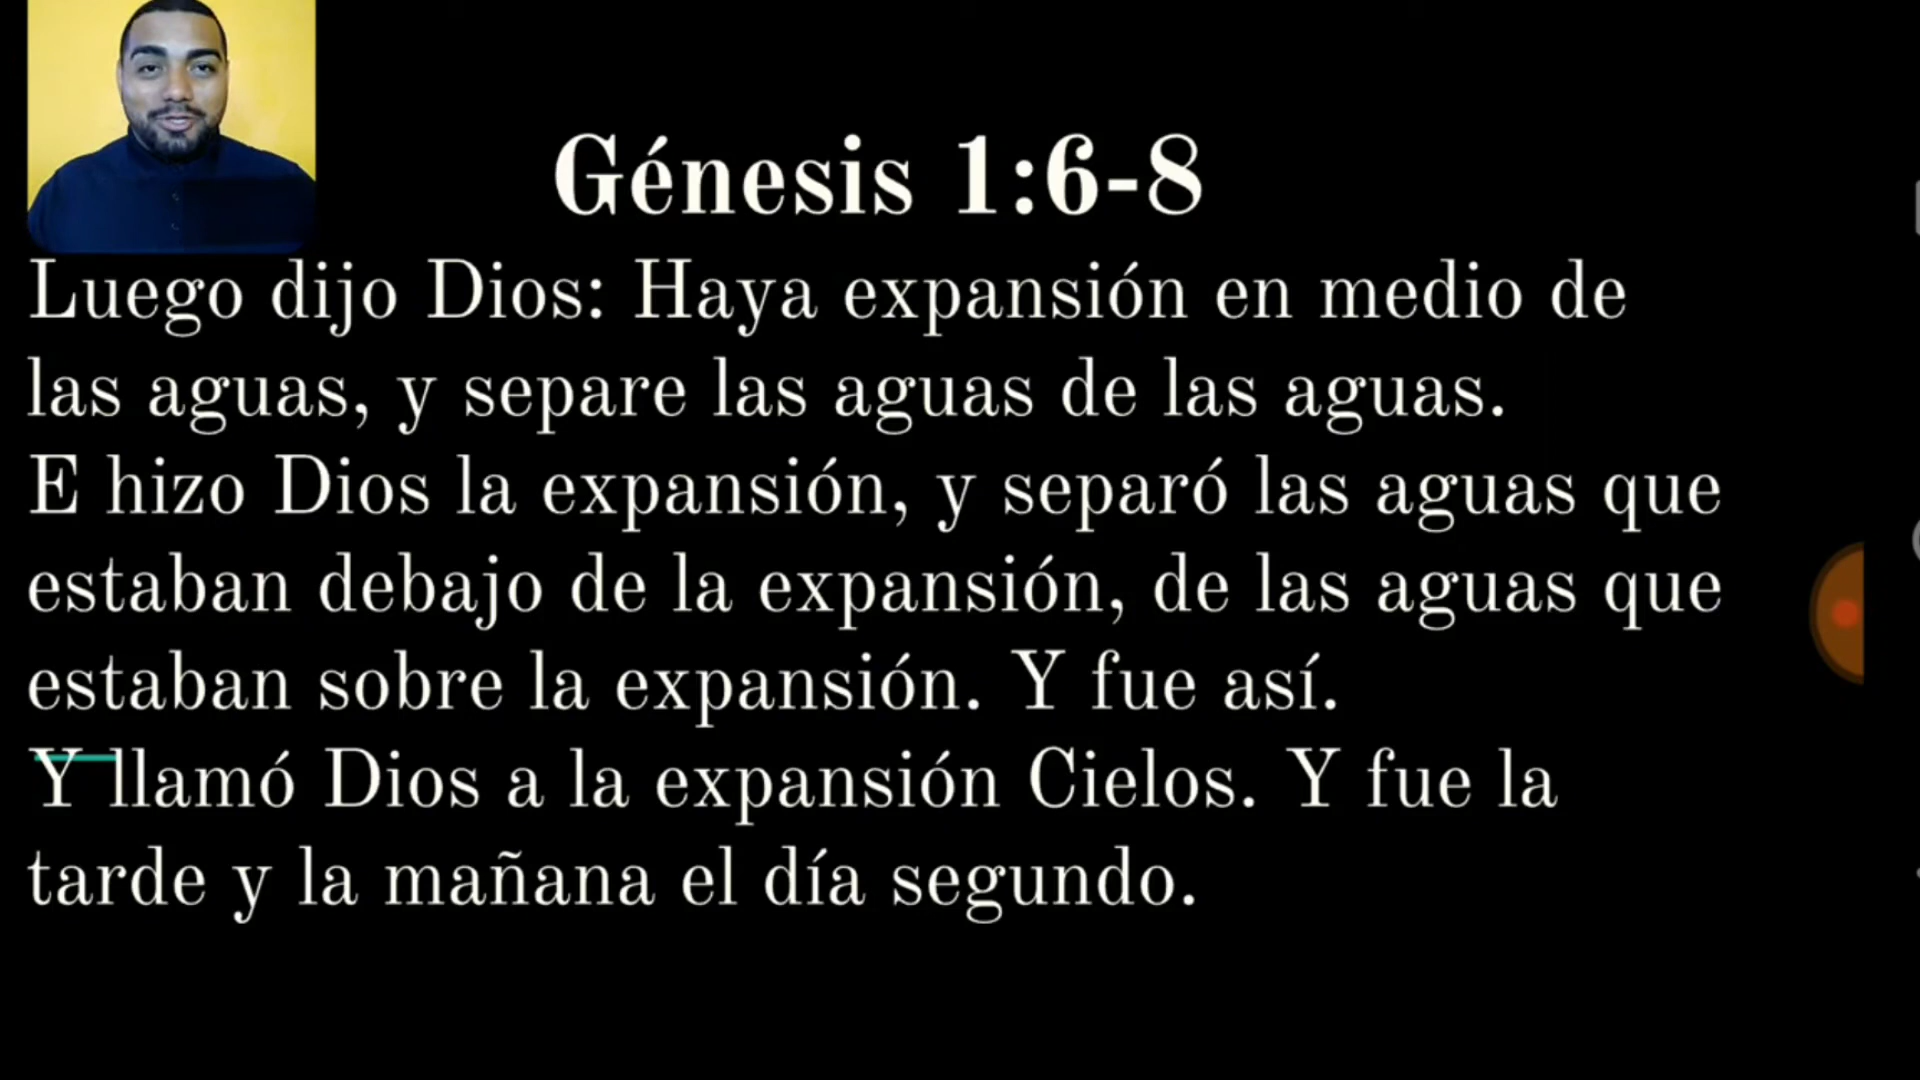 Génesis 1:6-8
Luego dijo Dios: Haya expansión en medio de
las aguas, y separe las aguas de las aguas.
E hizo Dios la expansión, y separó las aguas que
estaban debajo de la expansión, de las aguas que
estaban sobre la expansión. Y fue así.
Y llamó Dios a la expansión Cielos. Y fue la
tarde y la mañana el día segundo.